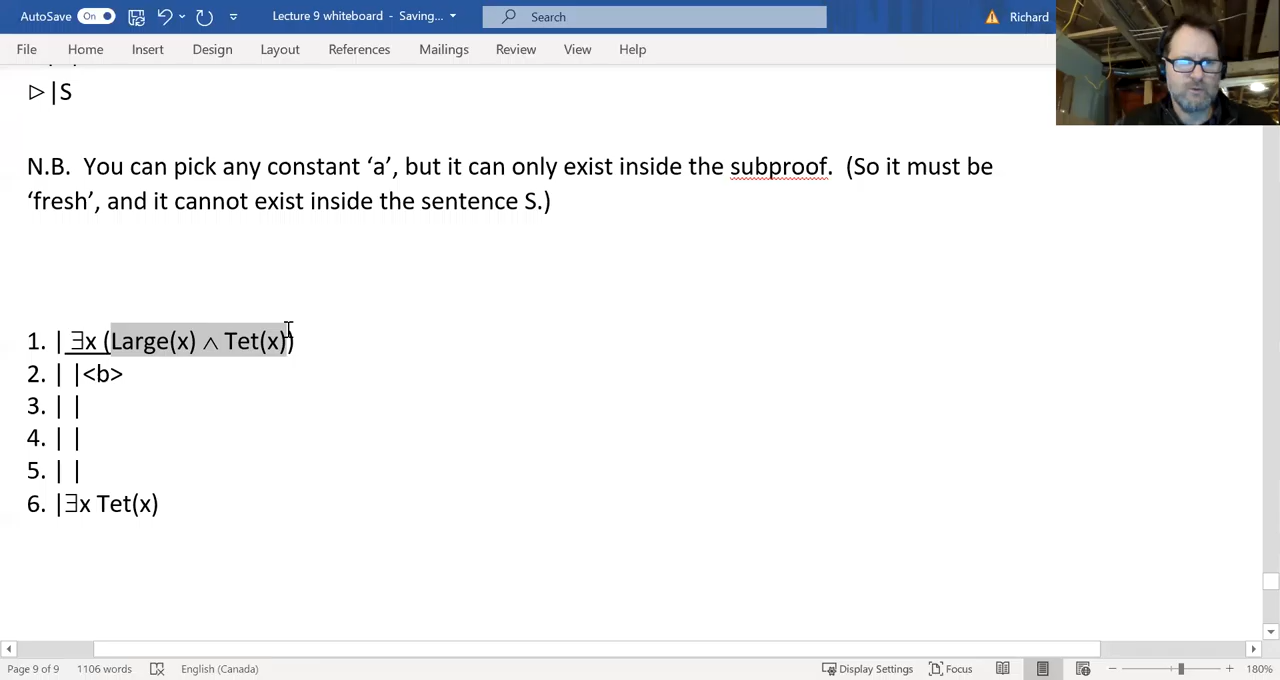 AutoSave On Lecture 9 whiteboard - Saving... Search Richard
File Home Insert Design Layout References Mailings Review View Help
▷|S
N.B. You can pick any constant ‘a’, but it can only exist inside the subproof. (So it must be
‘fresh’, and it cannot exist inside the sentence S.)
1. | ∃x (Large(x) ∧ Tet(x))
2. | |<b>
3. | |
4. | |
5. | |
6. |∃x Tet(x)
Page 9 of 9 1106 words English (Canada) Display Settings Focus 180%